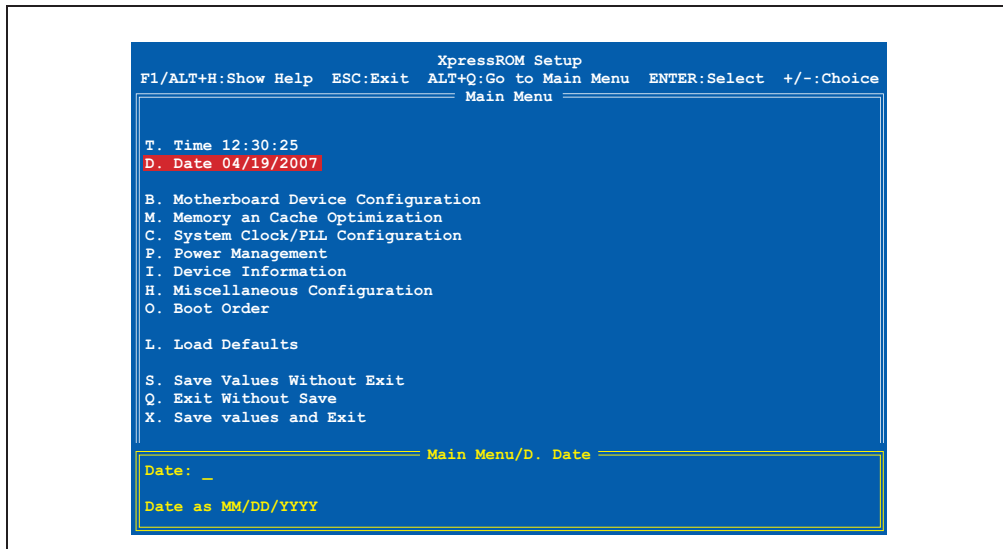 XpressROM Setup
F1/ALT+H:Show Help ESC:Exit ALT+Q:Go to Main Menu ENTER:Select +/-:Choice
Main Menu
T. Time 12:30:25
D. Date 04/19/2007
B. Motherboard Device Configuration
M. Memory an Cache Optimization
C. System Clock/PLL Configuration
P. Power Management
I. Device Information
H. Miscellaneous Configuration
O. Boot Order
L. Load Defaults
S. Save Values Without Exit
Q. Exit Without Save
X. Save values and Exit
Main Menu/D. Date
Date: _
Date as MM/DD/YYYY